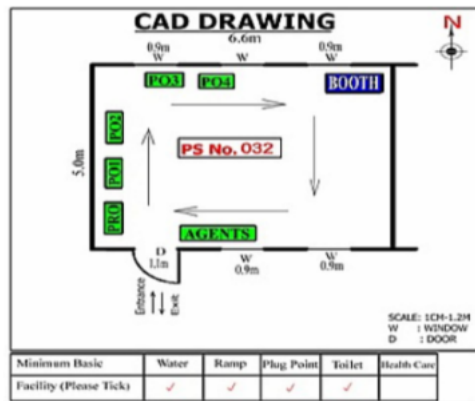 CAD DRAWING
6.6m
N
0.9m
W
W
0.9m
W
PO3
PO4
BOOTH
PO2
5.0m
PO1
PRO
PS No. 032
AGENTS
D
1.1m
W
0.9m
W
0.9m
Entrance
Exit
SCALE: 1CM-1.2M
W : WINDOW
D : DOOR
Minimum Basic Water Ramp Plug Point Toilet Health Care
Facility (Please Tick) ✓ ✓ ✓ ✓